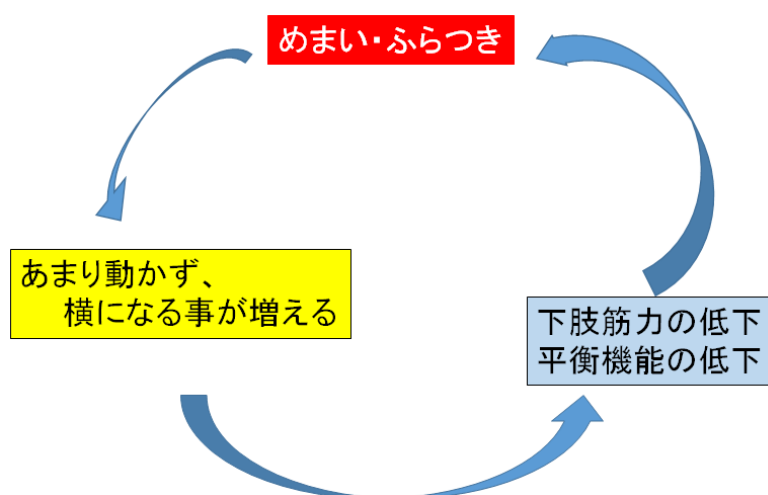 めまい・ふらつき
あまり動かず、
横になる事が増える
下肢筋力の低下
平衡機能の低下